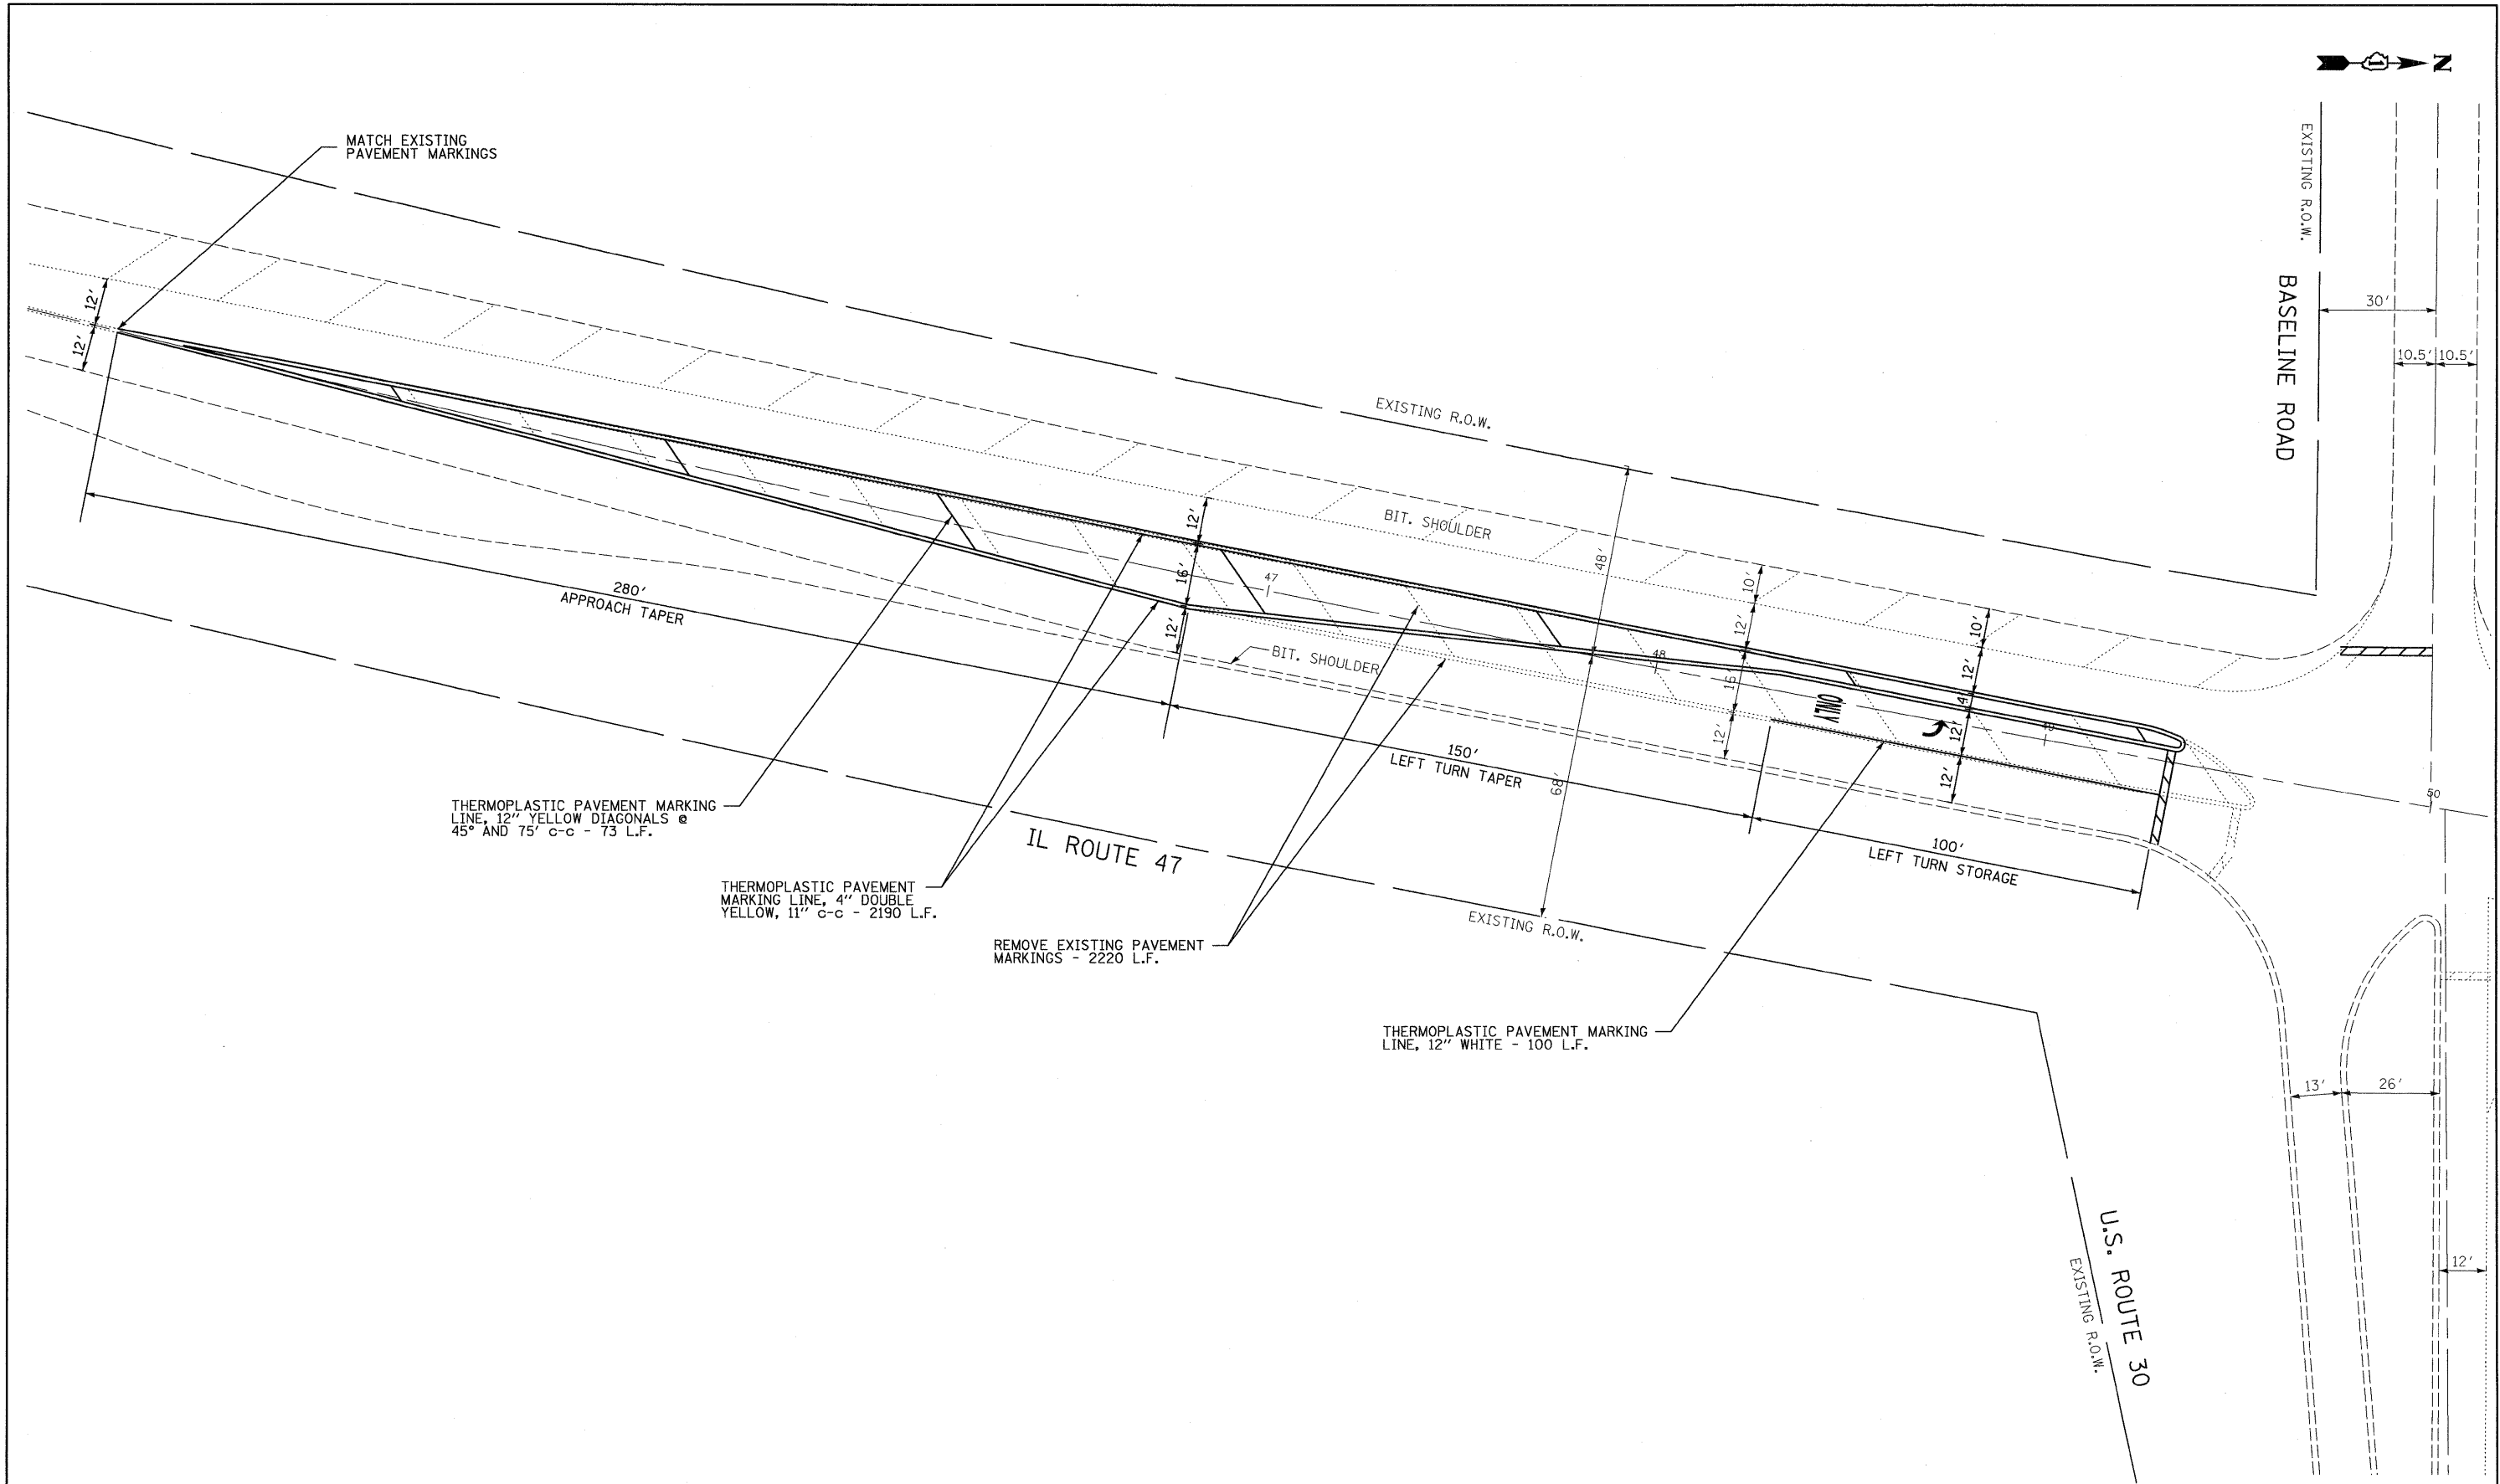 N
MATCH EXISTING
PAVEMENT MARKINGS
EXISTING R.O.W.
BASELINE ROAD
30'
10.5'
10.5'
12'
12'
EXISTING R.O.W.
BIT. SHOULDER
48'
10'
12'
16'
12'
10'
12'
4'
12'
12'
12'
16'
12'
47
48
49
50
ONLY
BIT. SHOULDER
68'
280'
APPROACH TAPER
150'
LEFT TURN TAPER
100'
LEFT TURN STORAGE
IL ROUTE 47
EXISTING R.O.W.
THERMOPLASTIC PAVEMENT MARKING
LINE, 12" YELLOW DIAGONALS @
45° AND 75' c-c - 73 L.F.
THERMOPLASTIC PAVEMENT
MARKING LINE, 4" DOUBLE
YELLOW, 11" c-c - 2190 L.F.
REMOVE EXISTING PAVEMENT
MARKINGS - 2220 L.F.
THERMOPLASTIC PAVEMENT MARKING
LINE, 12" WHITE - 100 L.F.
13'
26'
12'
U.S. ROUTE 30
EXISTING R.O.W.